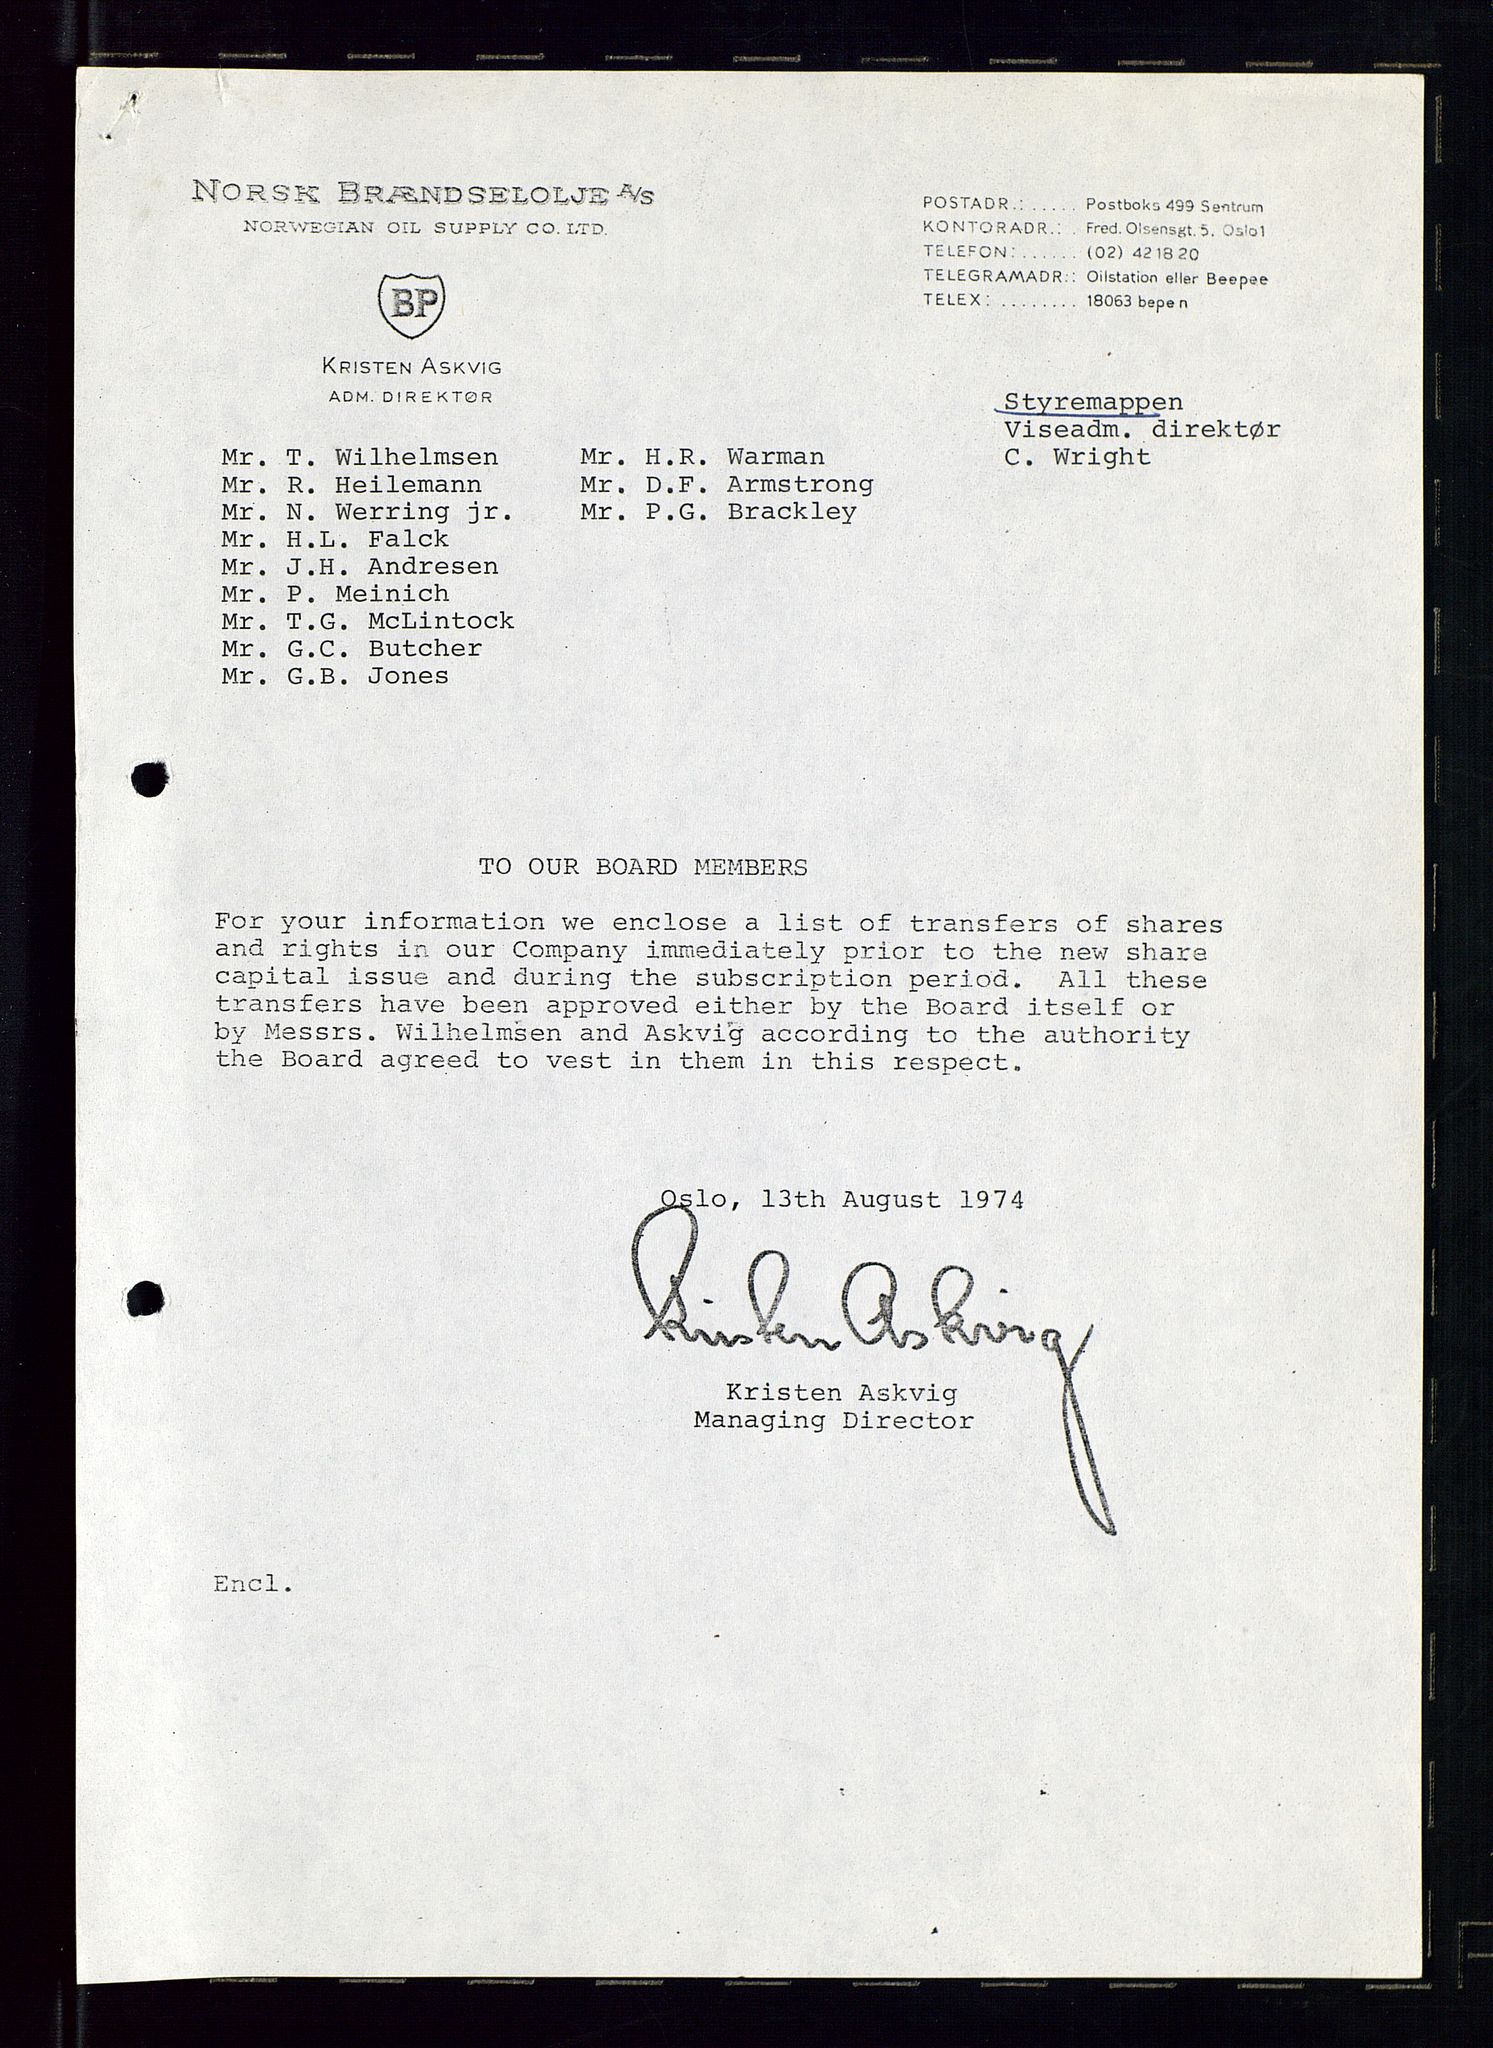 NORSK BRÆNDSELOLJE A/S
NORWEGIAN OIL SUPPLY CO. LTD.
BP
KRISTEN ASKVIG
ADM. DIREKTØR
POSTADR.: ..... Postboks 499 Sentrum
KONTORADR.: . Fred. Olsensgt. 5, Oslo 1
TELEFON: ...... (02) 42 18 20
TELEGRAMADR.: Oilstation eller Beepee
TELEX: ........ 18063 bepe n
Styremappen
Viseadm. direktør
C. Wright
Mr. T. Wilhelmsen
Mr. R. Heilemann
Mr. N. Werring jr.
Mr. H.L. Falck
Mr. J.H. Andresen
Mr. P. Meinich
Mr. T.G. McLintock
Mr. G.C. Butcher
Mr. G.B. Jones
Mr. H.R. Warman
Mr. D.F. Armstrong
Mr. P.G. Brackley
TO OUR BOARD MEMBERS
For your information we enclose a list of transfers of shares
and rights in our Company immediately prior to the new share
capital issue and during the subscription period. All these
transfers have been approved either by the Board itself or
by Messrs. Wilhelmsen and Askvig according to the authority
the Board agreed to vest in them in this respect.
Oslo, 13th August 1974
Kristen Askvig
Kristen Askvig
Managing Director
Encl.